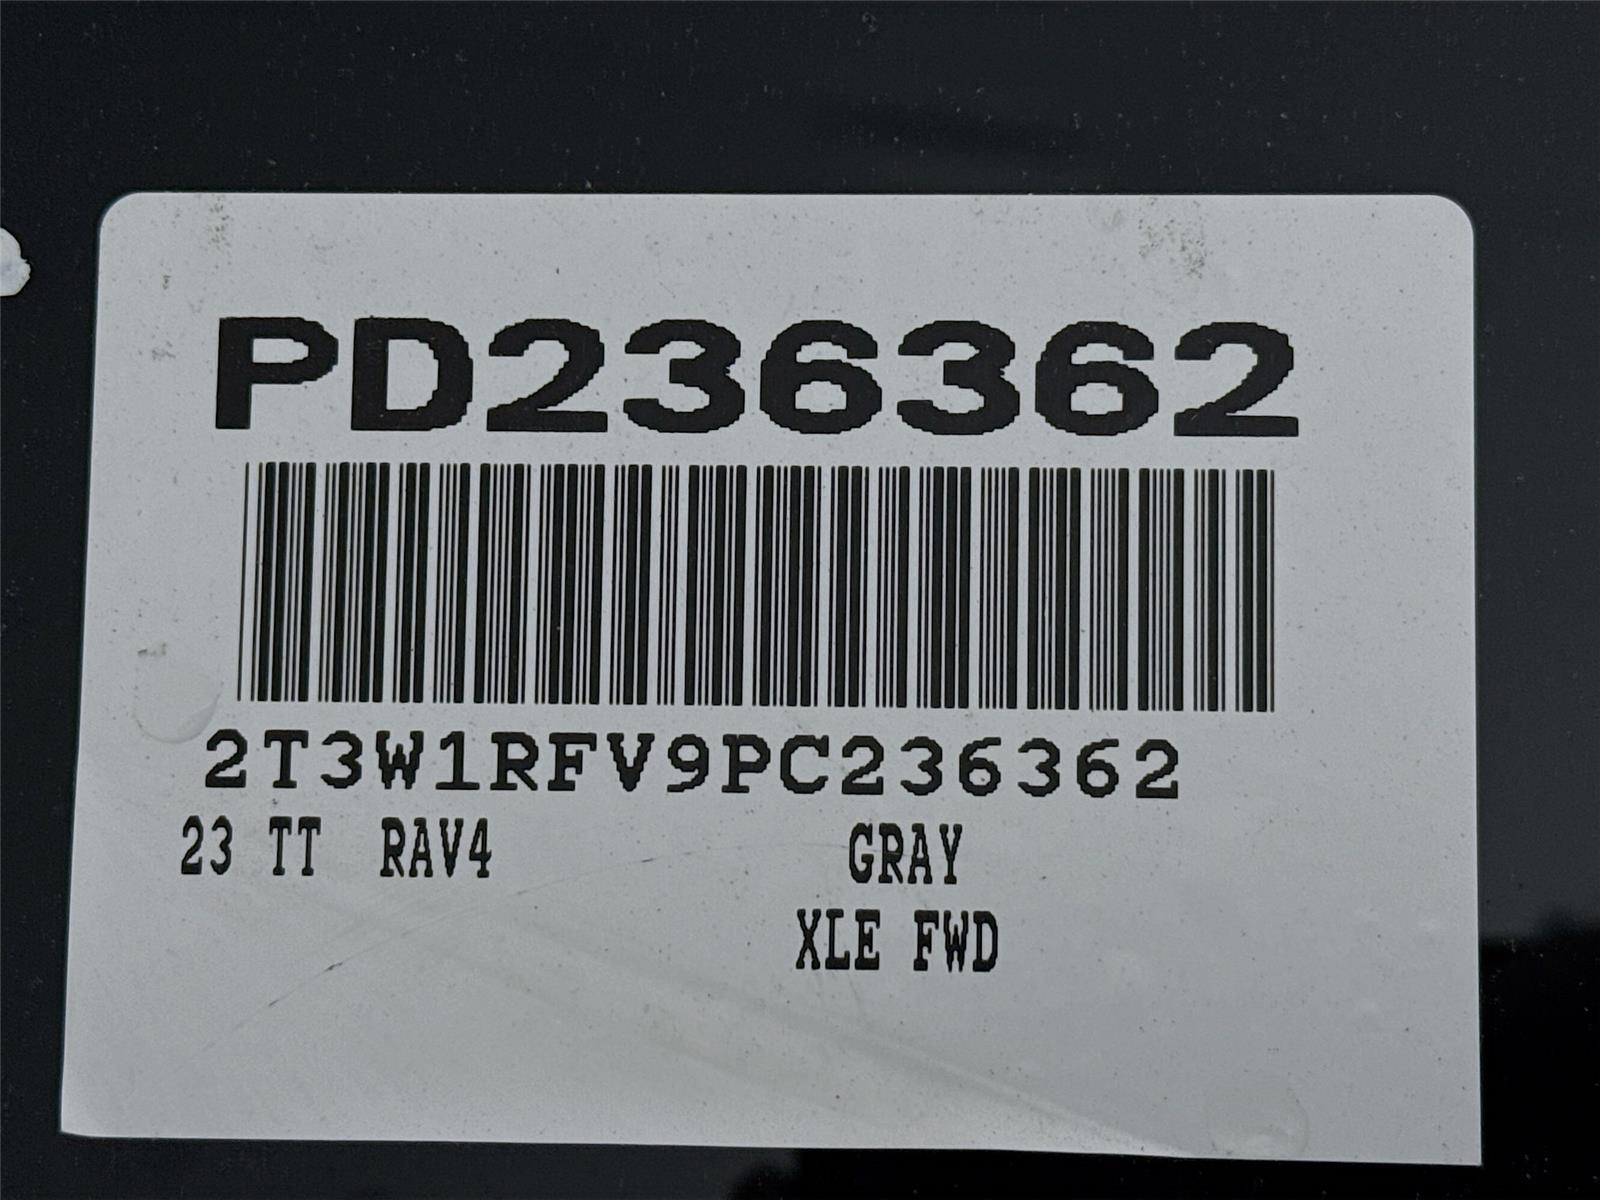 PD236362
2T3W1RFV9PC236362
23 TT RAV4 GRAY
XLE FWD